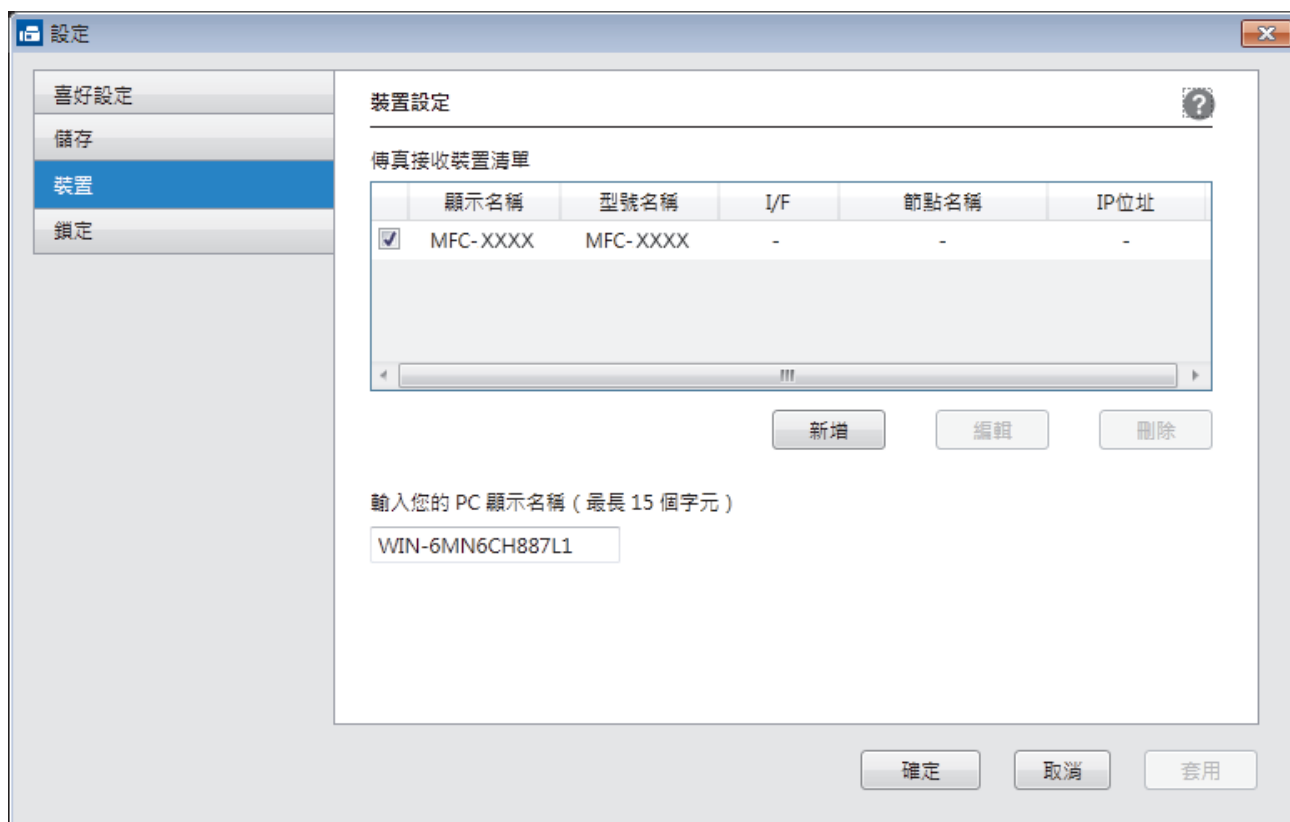 設定
喜好設定
儲存
裝置
鎖定
裝置設定
傳真接收裝置清單
顯示名稱 型號名稱 I/F 節點名稱 IP位址
MFC-XXXX MFC-XXXX - - -
新增 編輯 刪除
輸入您的 PC 顯示名稱 ( 最長 15 個字元 )
WIN-6MN6CH887L1
確定 取消 套用